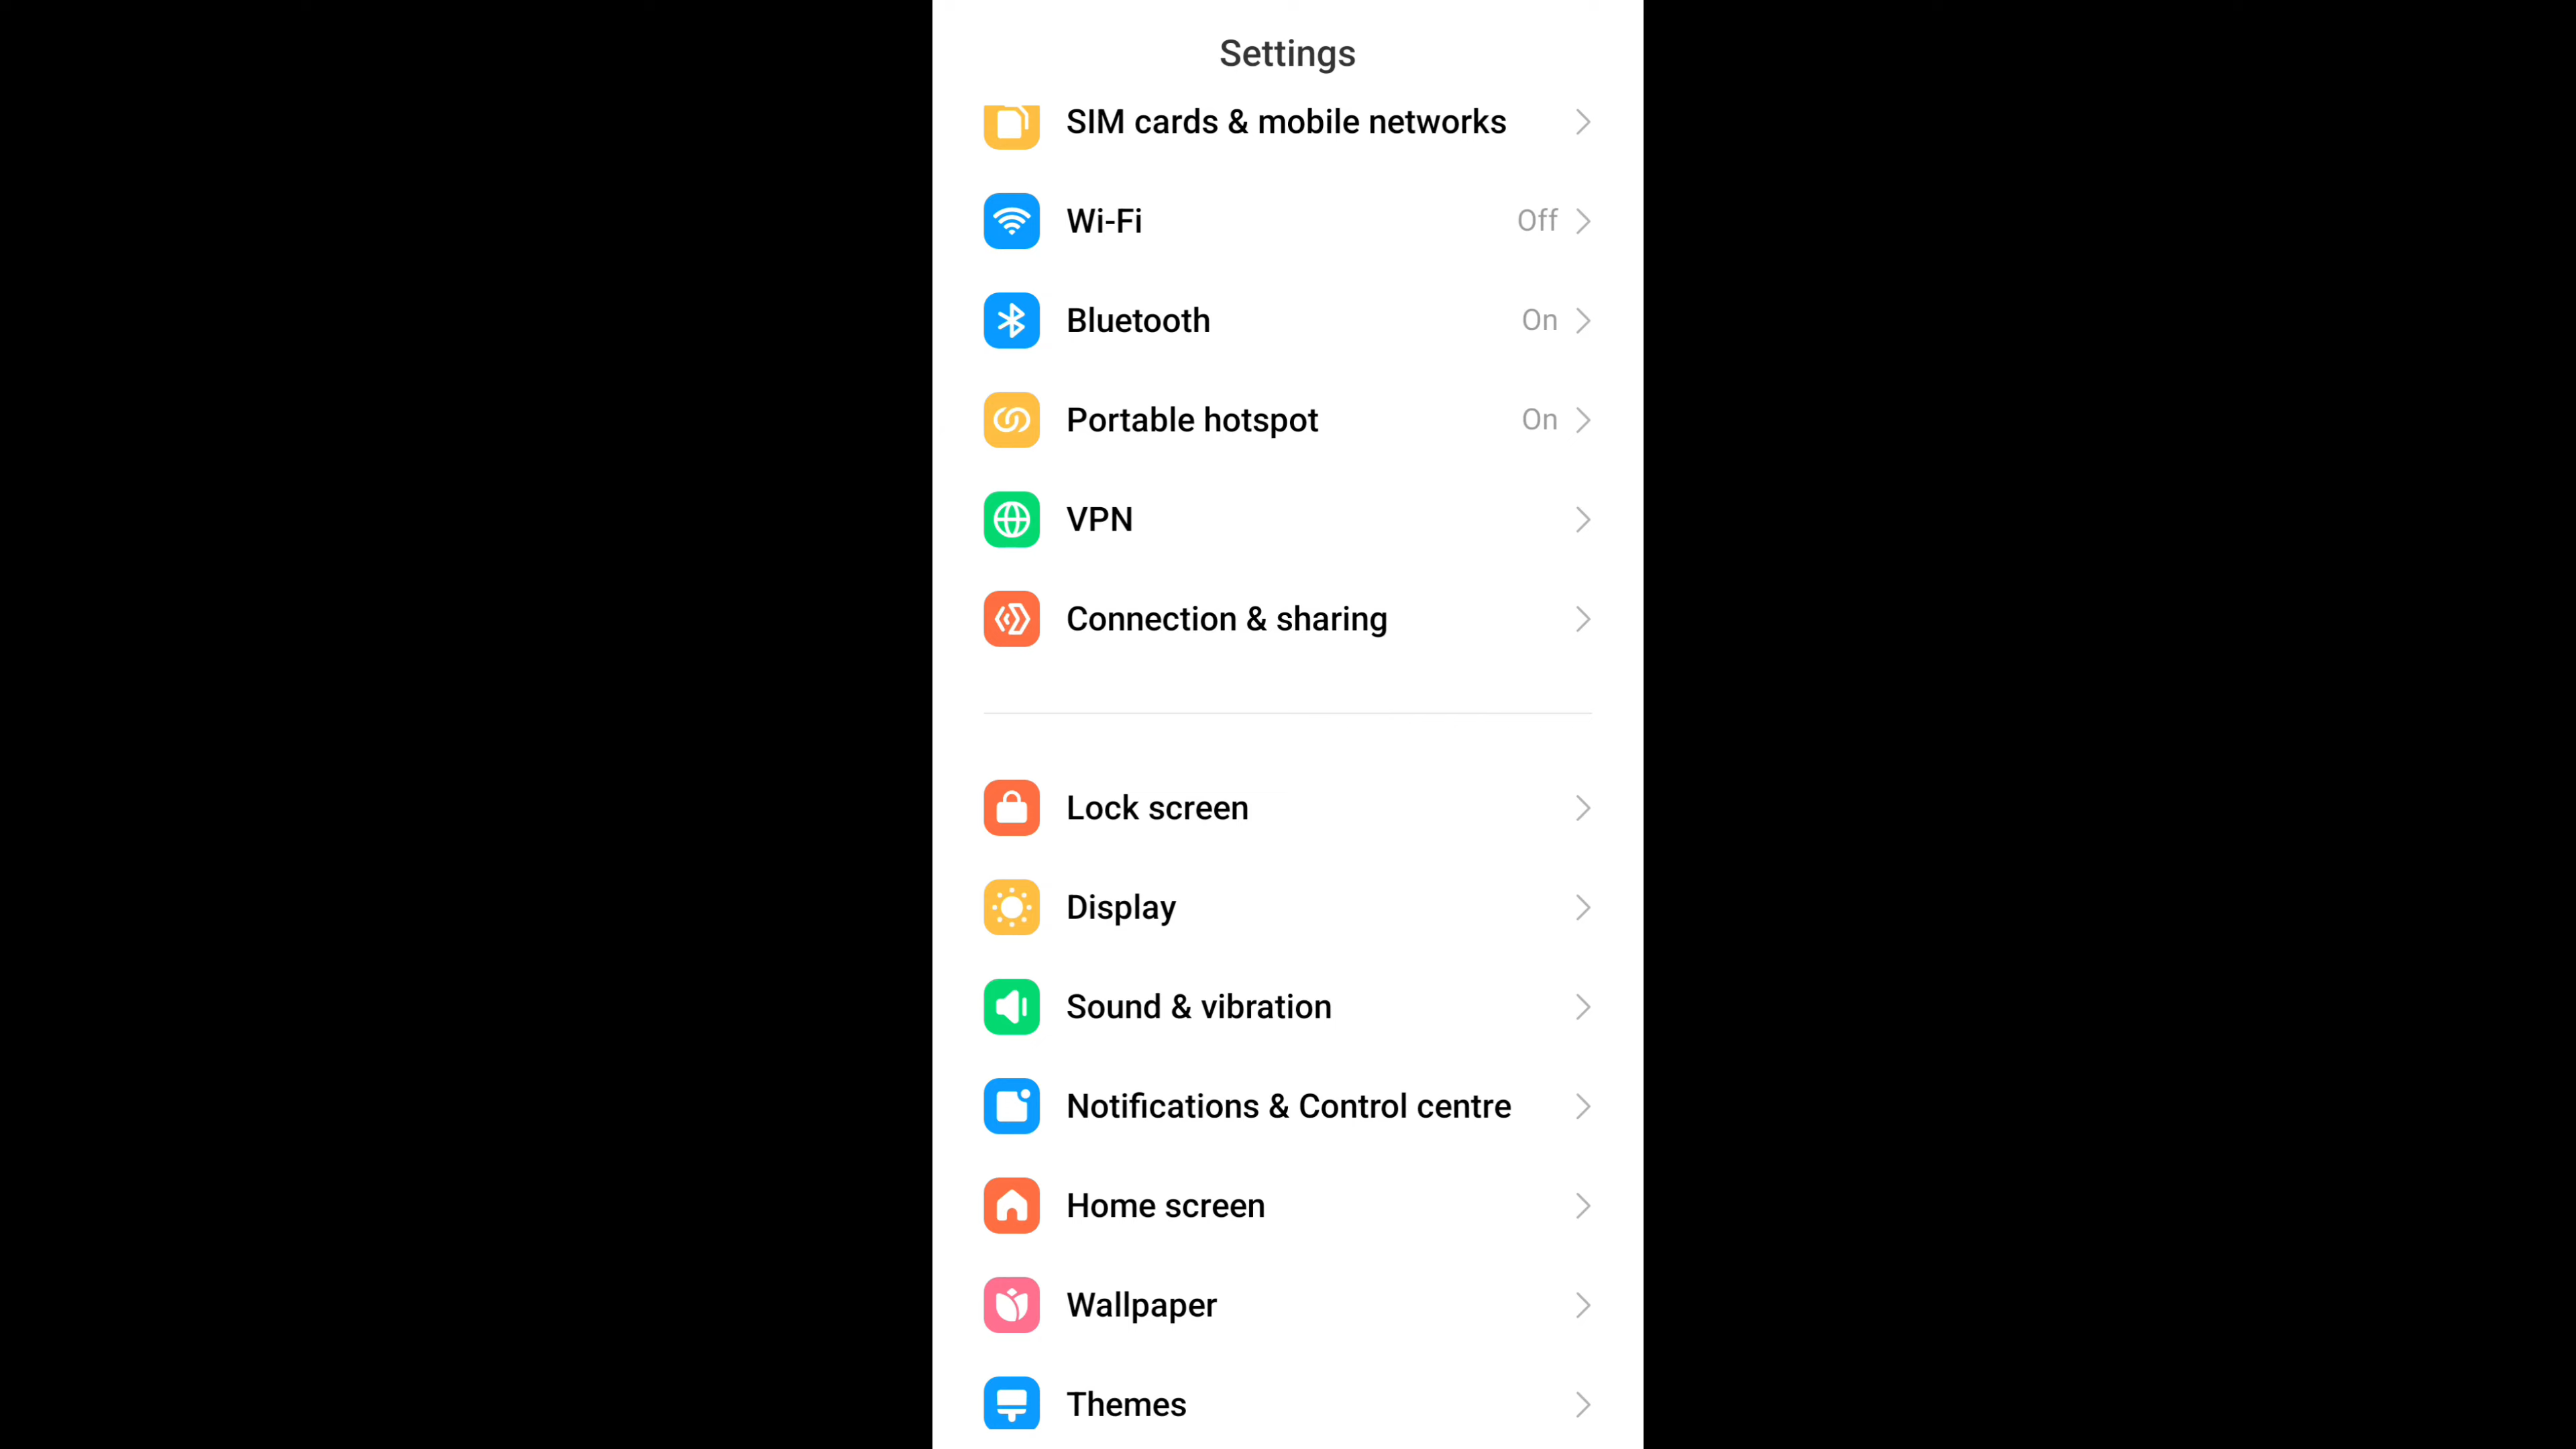 Settings
SIM cards & mobile networks
Wi-Fi Off
Bluetooth On
Portable hotspot On
VPN
Connection & sharing
Lock screen
Display
Sound & vibration
Notifications & Control centre
Home screen
Wallpaper
Themes